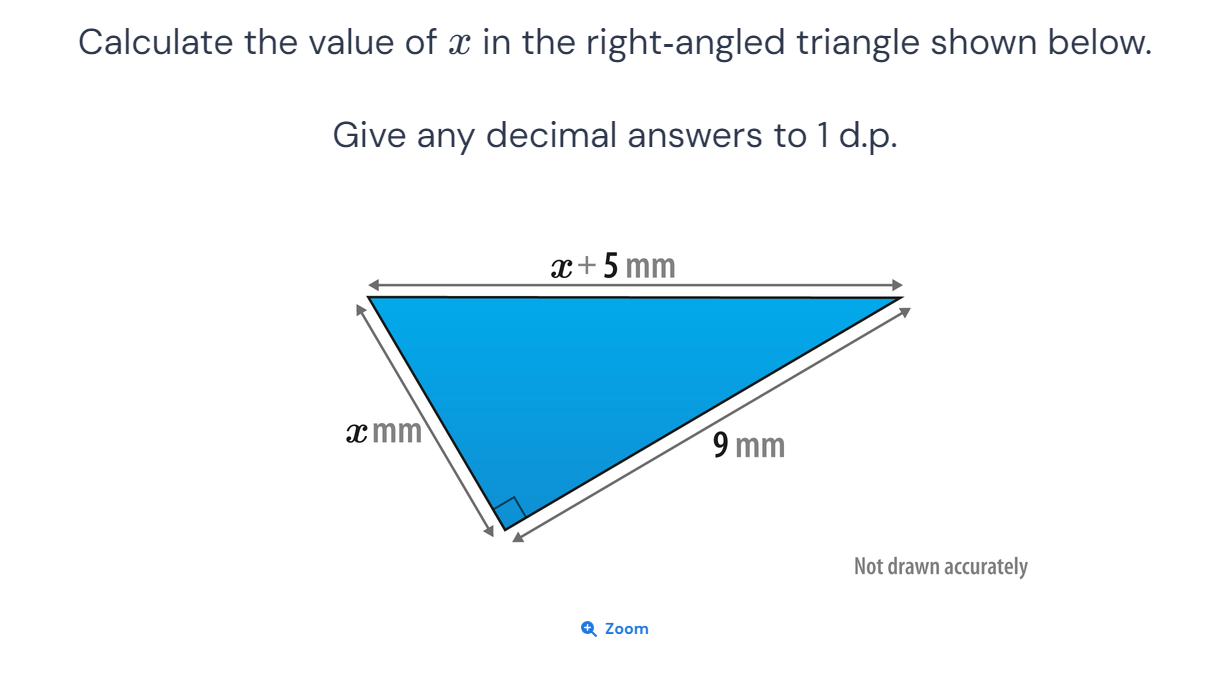 Calculate the value of x in the right-angled triangle shown below.
Give any decimal answers to 1 d.p.
x + 5 mm
x mm
9 mm
Not drawn accurately
Zoom